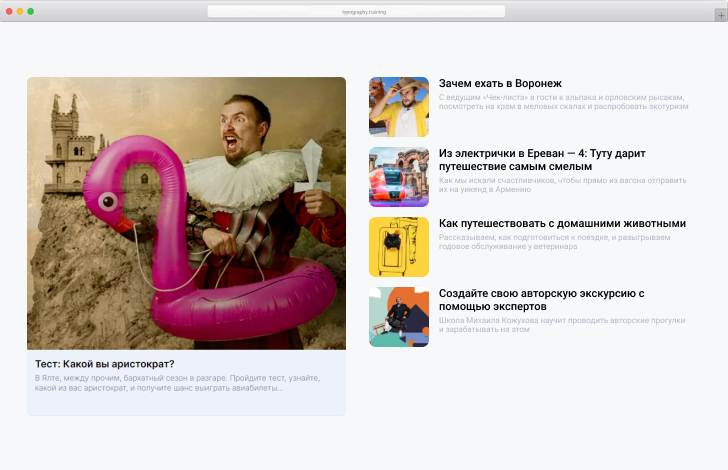 typography.training
Тест: Какой вы аристократ?
В Ялте, между прочим, бархатный сезон в разгаре. Пройдите тест, узнайте,
какой из вас аристократ, и получите шанс выиграть авиабилеты...
Зачем ехать в Воронеж
С ведущим «Чек-листа» в гости к альпака и орловским рысакам,
посмотреть на храм в меловых скалах и распробовать экотуризм
Из электрички в Ереван — 4: Туту дарит
путешествие самым смелым
Как мы искали счастливчиков, чтобы прямо из вагона отправить
их на уикенд в Армению
Как путешествовать с домашними животными
Рассказываем, как подготовиться к поездке, и разыгрываем
годовое обслуживание у ветеринара
Создайте свою авторскую экскурсию с
помощью экспертов
Школа Михаила Кожухова научит проводить авторские прогулки
и зарабатывать на этом